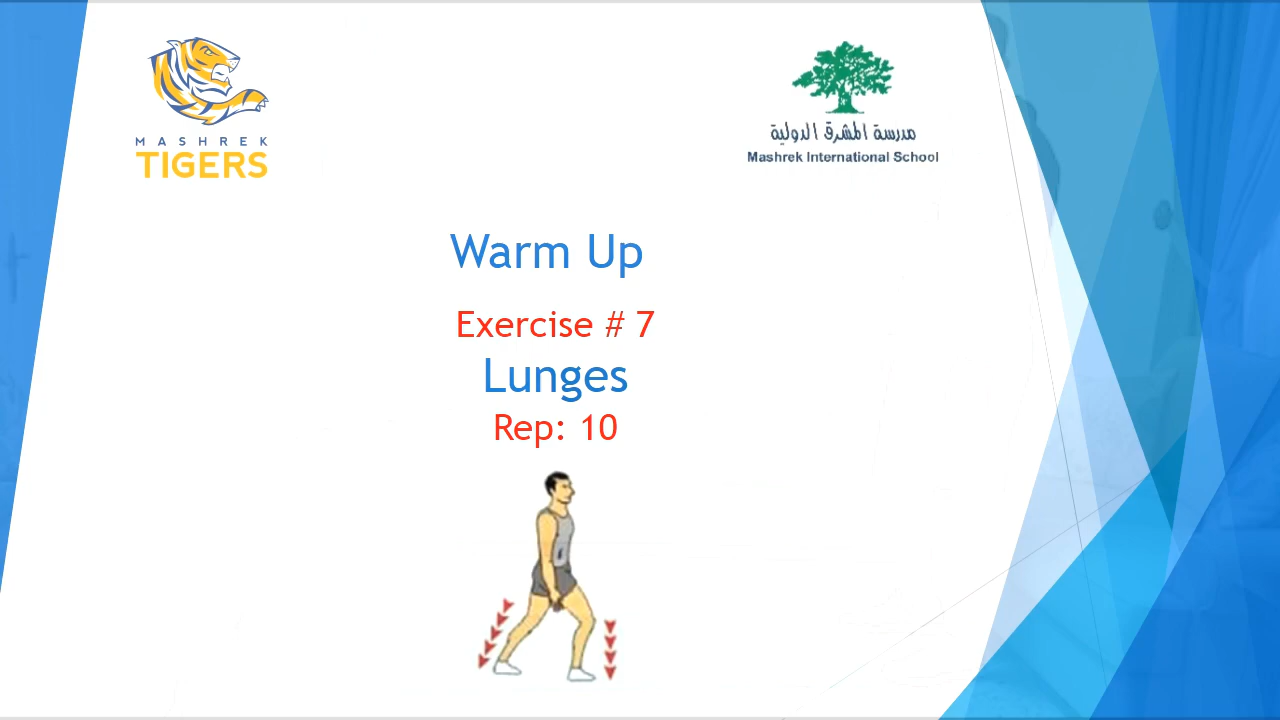 MASHREK
TIGERS
مدرسة المشرق الدولية
Mashrek International School
Warm Up
Exercise # 7
Lunges
Rep: 10